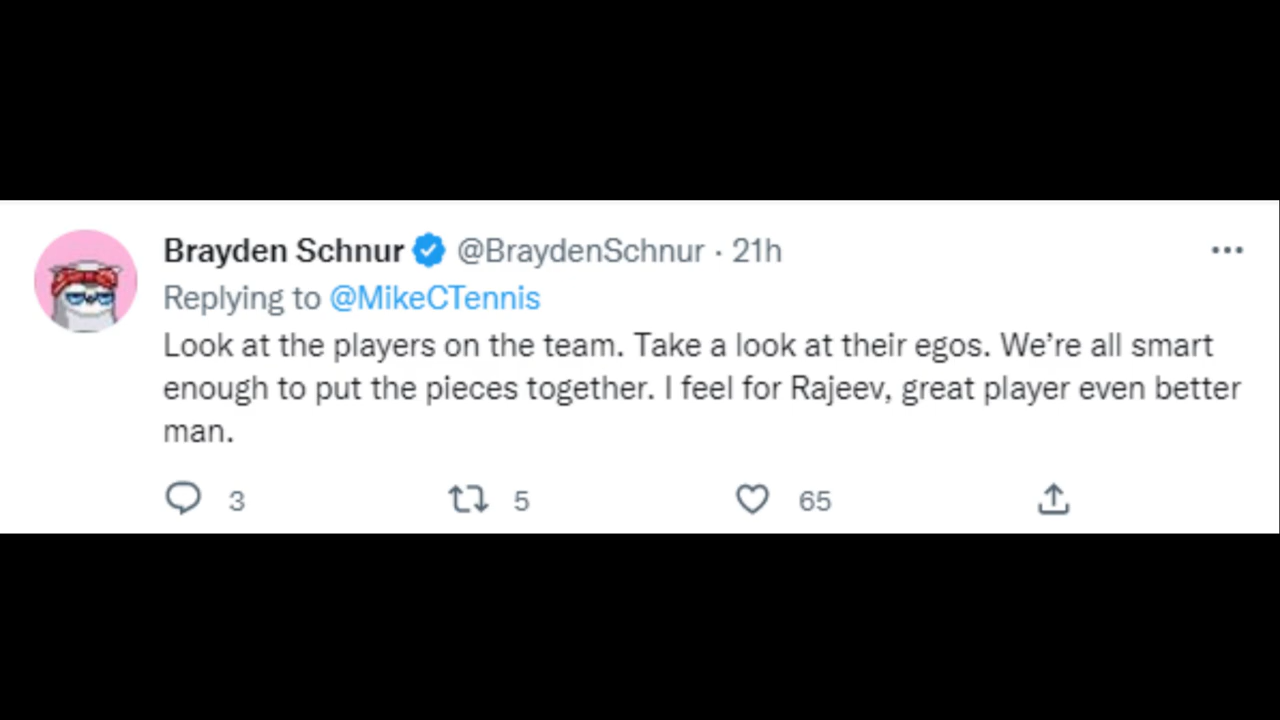 Brayden Schnur @BraydenSchnur · 21h
Replying to @MikeCTennis
Look at the players on the team. Take a look at their egos. We’re all smart
enough to put the pieces together. I feel for Rajeev, great player even better
man.
3 5 65